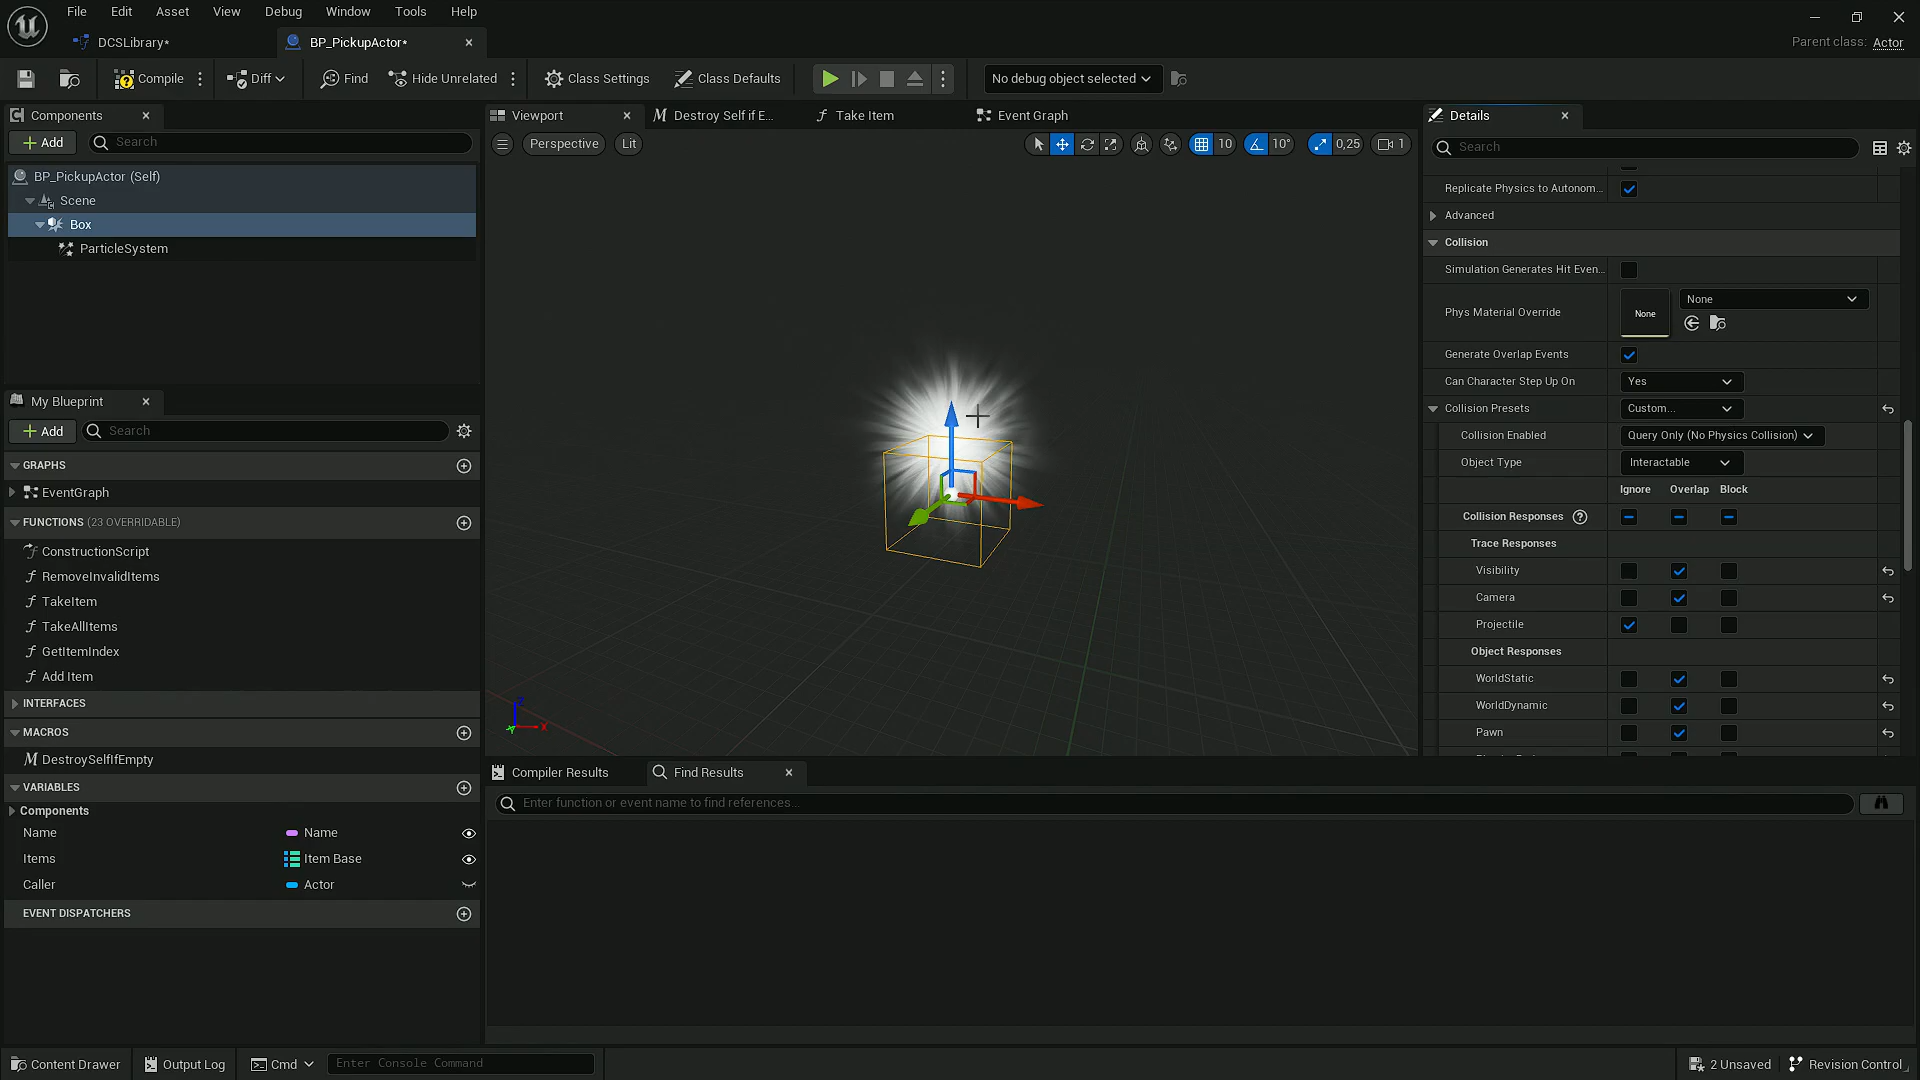 File Edit Asset View Debug Window Tools Help
DCSLibrary* BP_PickupActor*
Parent class: Actor
Compile Diff Find Hide Unrelated Class Settings Class Defaults No debug object selected
Components
Add Search
BP_PickupActor (Self)
Scene
Box
ParticleSystem
My Blueprint
Add Search
GRAPHS
EventGraph
FUNCTIONS (23 OVERRIDABLE)
ConstructionScript
RemoveInvalidItems
TakeItem
TakeAllItems
GetItemIndex
Add Item
INTERFACES
MACROS
DestroySelfIfEmpty
VARIABLES
Components
Name Name
Items Item Base
Caller Actor
EVENT DISPATCHERS
Viewport Destroy Self if E... Take Item Event Graph
Perspective Lit 10 10° 0,25 1
Z
X
Y
Compiler Results Find Results
Enter function or event name to find references...
Details
Search
Replicate Physics to Autonom...
Advanced
Collision
Simulation Generates Hit Even...
Phys Material Override None None
Generate Overlap Events
Can Character Step Up On Yes
Collision Presets Custom...
Collision Enabled Query Only (No Physics Collision)
Object Type Interactable
Ignore Overlap Block
Collision Responses
Trace Responses
Visibility
Camera
Projectile
Object Responses
WorldStatic
WorldDynamic
Pawn
Content Drawer Output Log Cmd Enter Console Command 2 Unsaved Revision Control